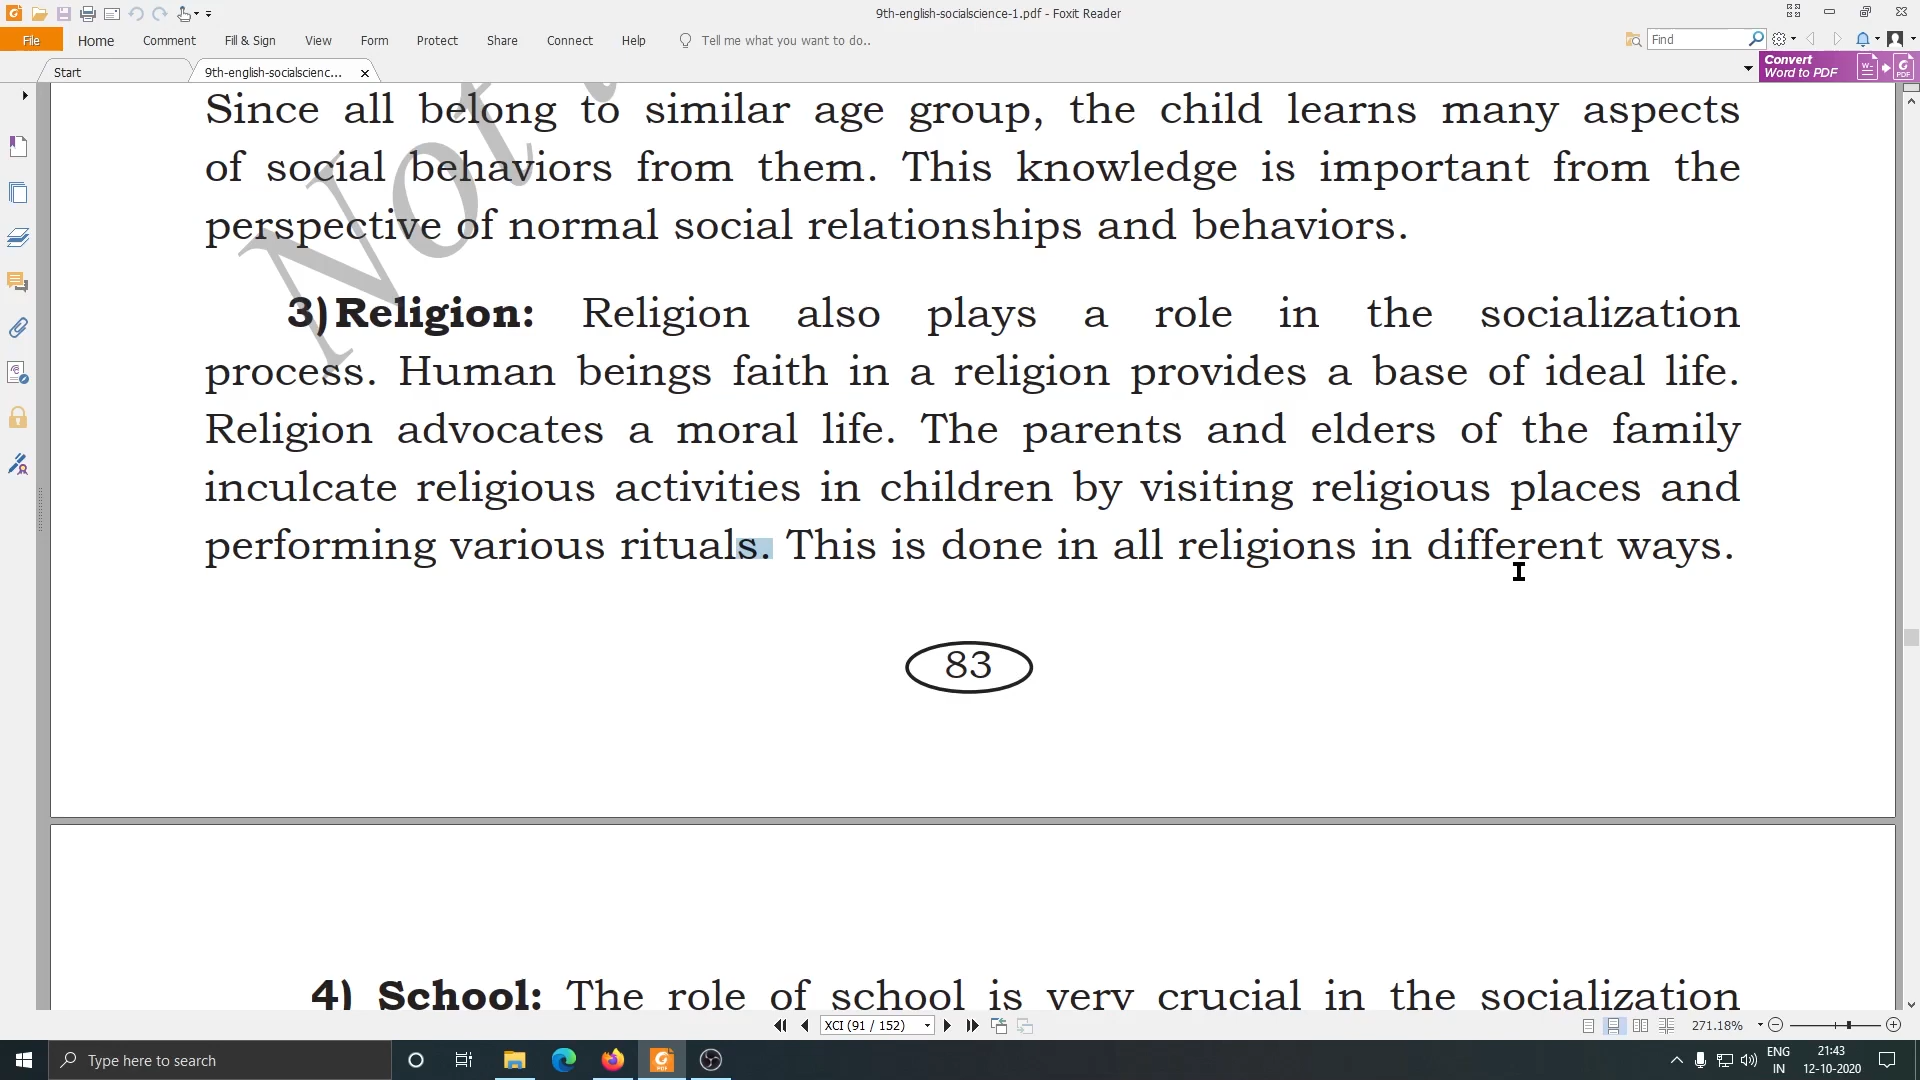 9th-english-socialscience-1.pdf - Foxit Reader
File Home Comment Fill & Sign View Form Protect Share Connect Help Tell me what you want to do.. Find
Start 9th-english-socialscienc... Convert
Word to PDF
Since all belong to similar age group, the child learns many aspects
of social behaviors from them. This knowledge is important from the
perspective of normal social relationships and behaviors.
Not
3) Religion: Religion also plays a role in the socialization
process. Human beings faith in a religion provides a base of ideal life.
Religion advocates a moral life. The parents and elders of the family
inculcate religious activities in children by visiting religious places and
performing various rituals. This is done in all religions in different ways.
83
4) School: The role of school is very crucial in the socialization
XCI (91 / 152) 271.18%
Type here to search
ENG
IN
21:43
12-10-2020